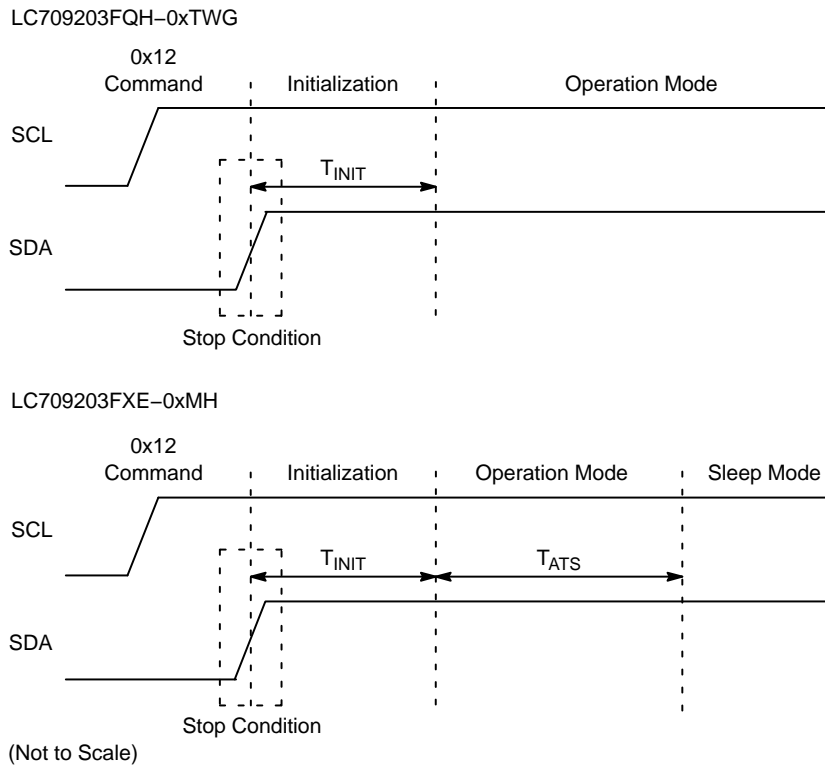 LC709203FQH−0xTWG
0x12
Command Initialization Operation Mode
SCL
TINIT
SDA
Stop Condition
LC709203FXE−0xMH
0x12
Command Initialization Operation Mode Sleep Mode
SCL
TINIT TATS
SDA
Stop Condition
(Not to Scale)